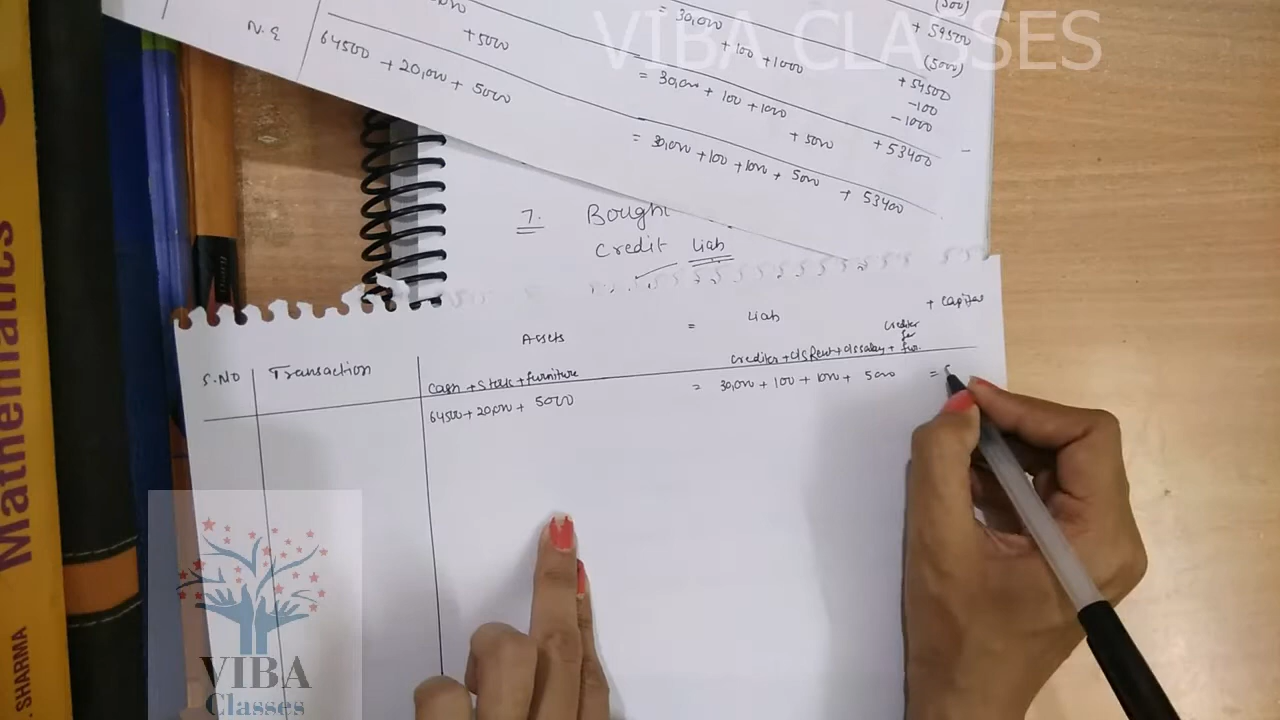 VIBA CLASSES
= 30,000 + 59500
+5000 +100 +1000 (5000)
N.E 64500 +20,000 + 5000 = 30,000 + 100 + 1000 + 54500
-100
-1000
+ 5000 + 53400
= 30,000 +100 + 1000 + 5000 + 53400
7. Bough
Credit Liab
Assets = Liab + Capital
S.NO Transaction Cash + Stock + furniture Creditor + O/s Rent + O/s salary + Creditor for fur.
64500 + 20,000 + 5000 = 30,000 + 100 + 1000 + 5000 =
Mathematics
SHARMA
VIBA
Classes